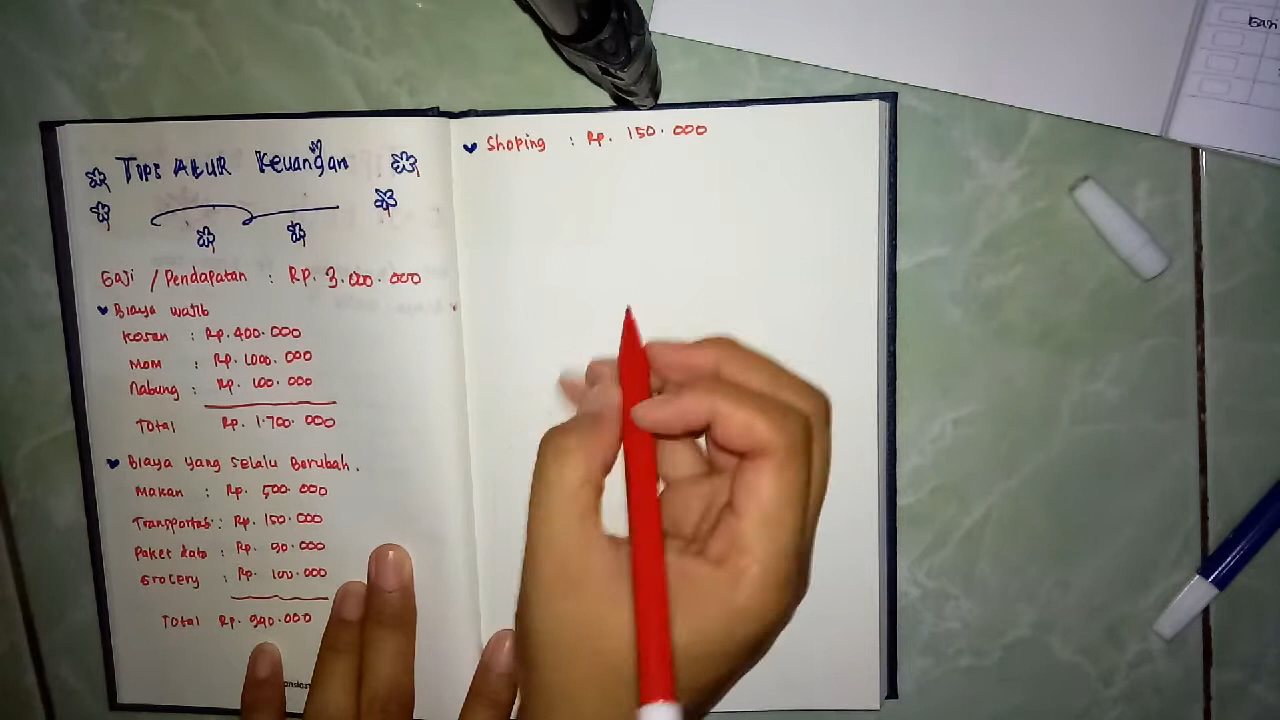 Tips Atur Keuangan
Gaji / Pendapatan : Rp. 3.000.000
Biaya wajib
Kosan : Rp. 400.000
Mom : Rp. 1.000.000
Nabung : Rp. 100.000
Total Rp. 1.700.000
Biaya yang selalu Berubah.
Makan : Rp. 500.000
Transportasi : Rp. 150.000
Paket data : Rp. 90.000
Grocery : Rp. 100.000
Total Rp. 940.000
Shoping : Rp. 150.000